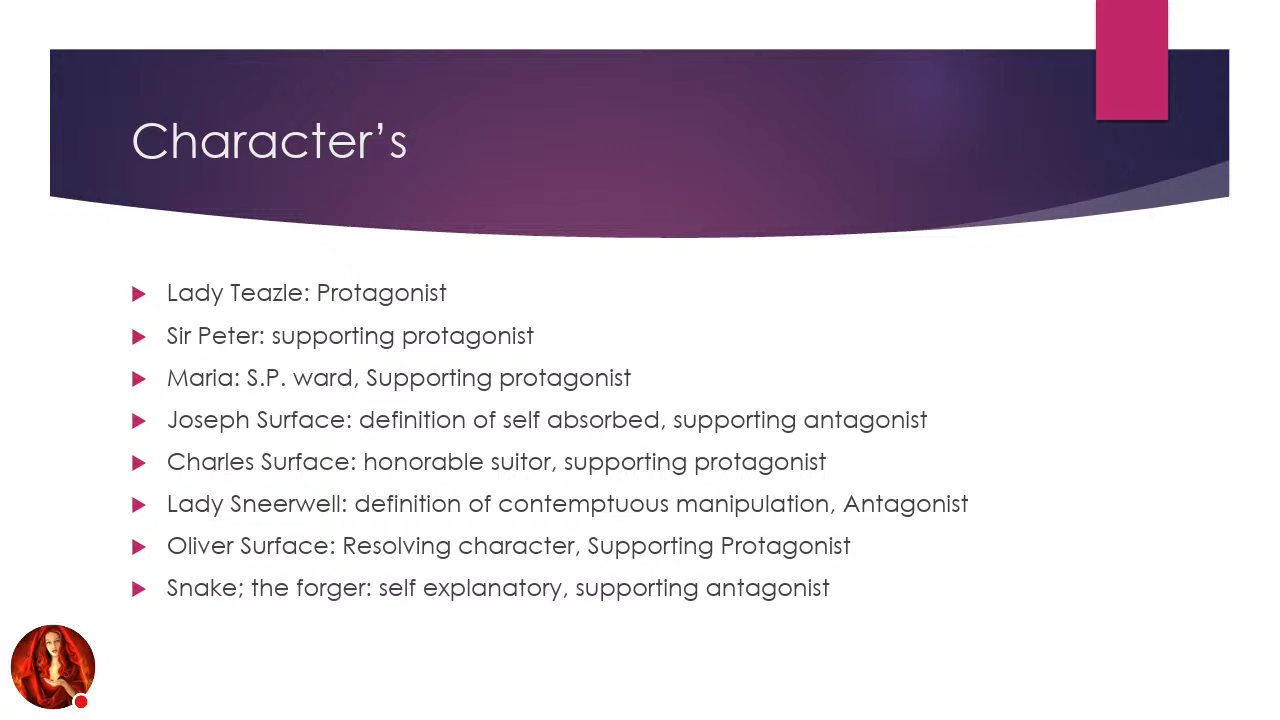 Character’s
Lady Teazle: Protagonist
Sir Peter: supporting protagonist
Maria: S.P. ward, Supporting protagonist
Joseph Surface: definition of self absorbed, supporting antagonist
Charles Surface: honorable suitor, supporting protagonist
Lady Sneerwell: definition of contemptuous manipulation, Antagonist
Oliver Surface: Resolving character, Supporting Protagonist
Snake; the forger: self explanatory, supporting antagonist